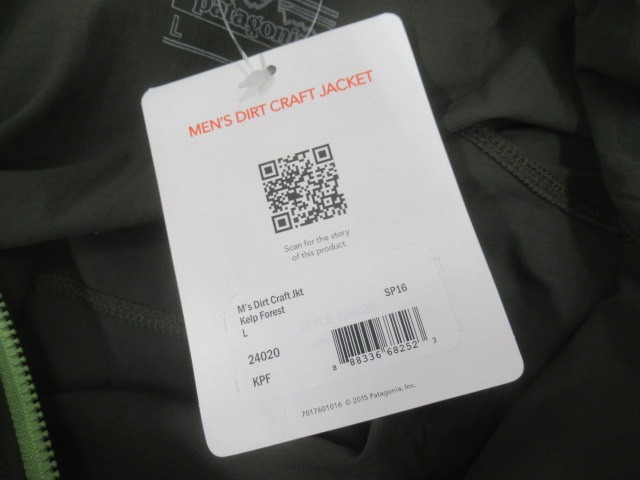 patagonia
L
MEN'S DIRT CRAFT JACKET
Scan for the story
of this product.
M's Dirt Craft Jkt SP16
Kelp Forest
L
24020
KPF
8 88336 68252 3
7017601016 © 2015 Patagonia, Inc.